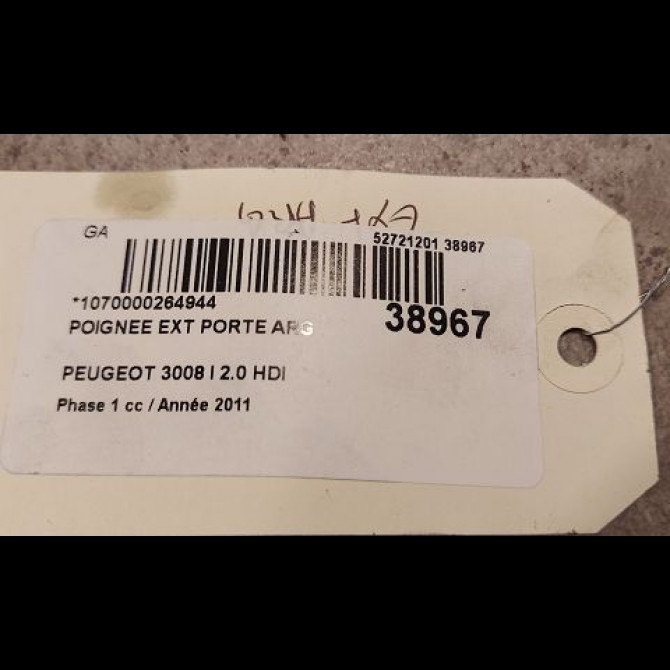 GA
52721201 38967
*1070000264944
38967
POIGNEE EXT PORTE ARG
PEUGEOT 3008 I 2.0 HDI
Phase 1 cc / Année 2011